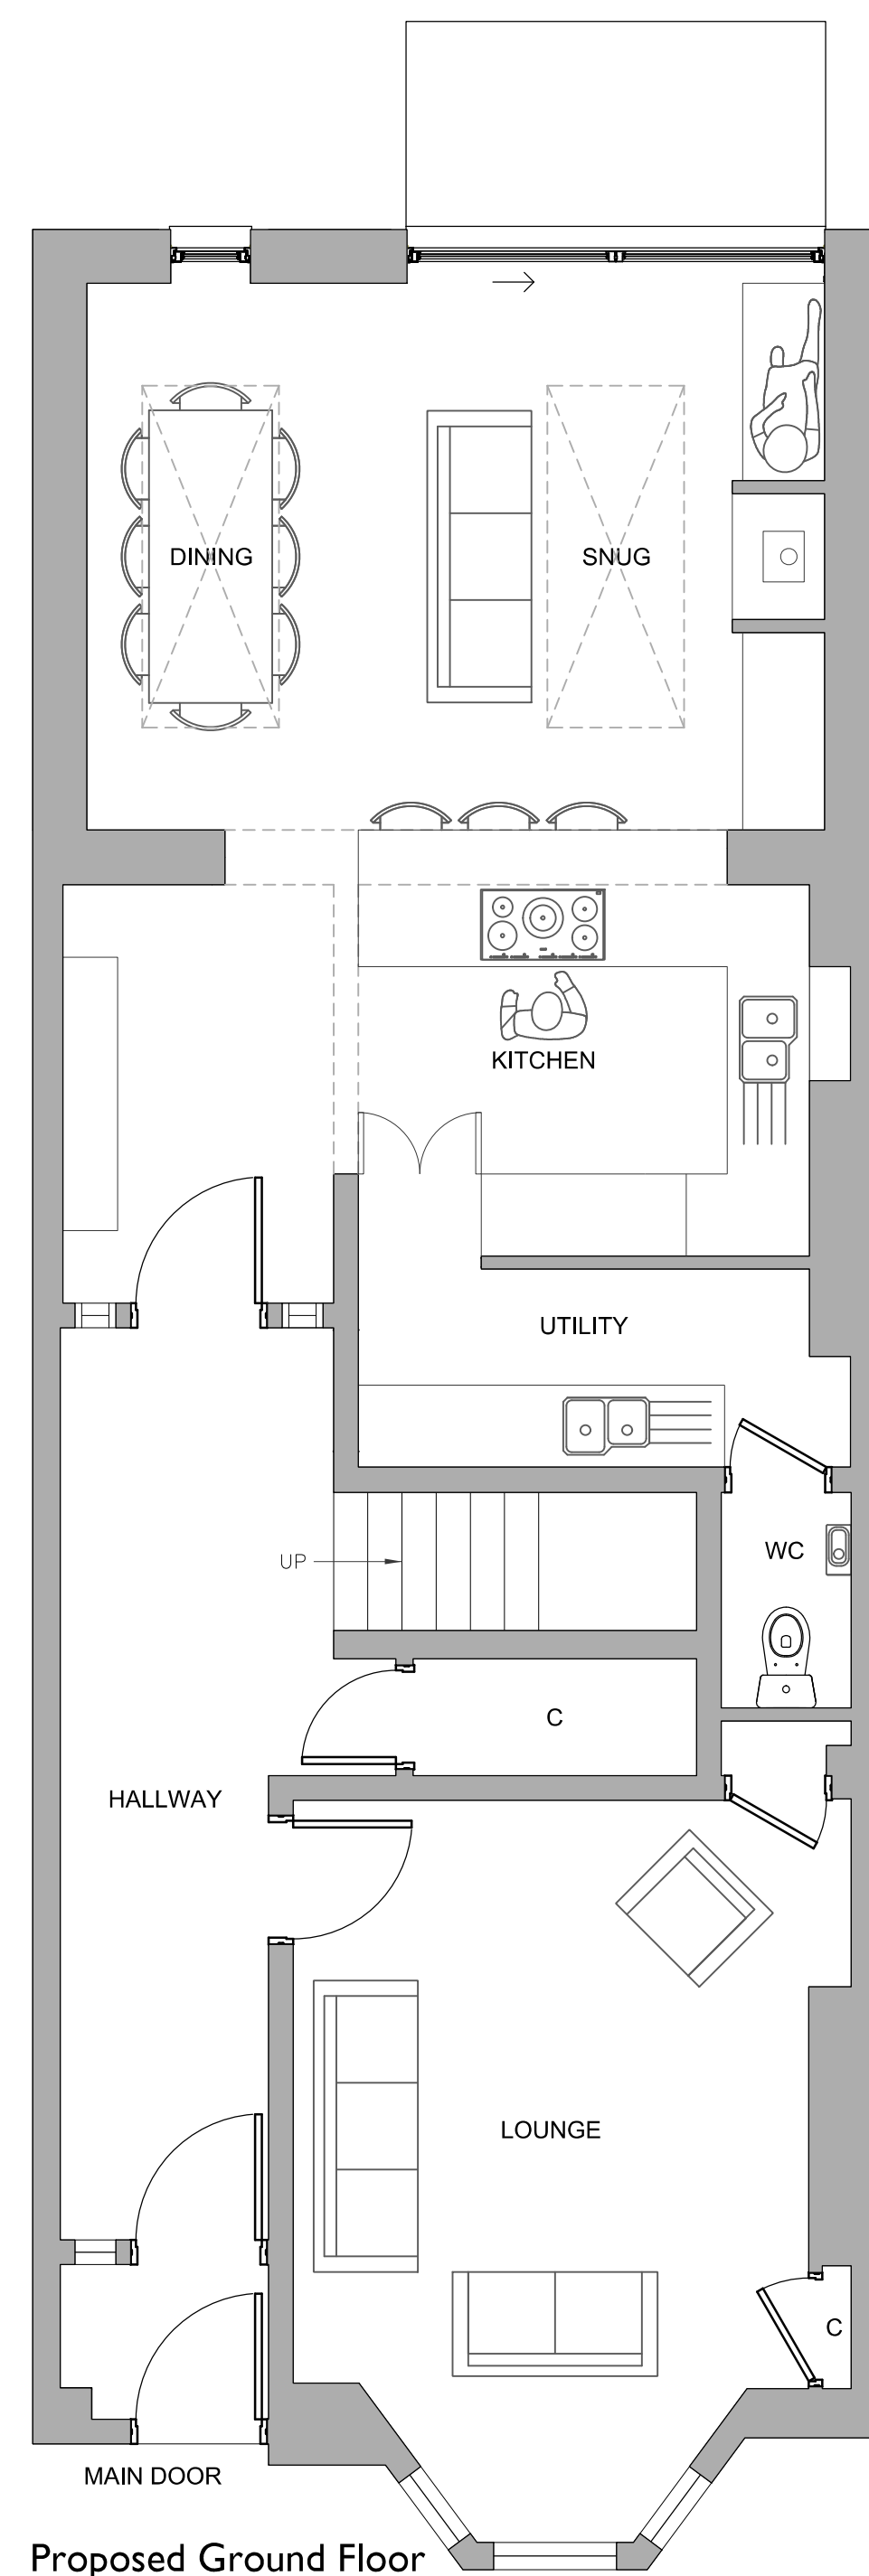 DINING
SNUG
KITCHEN
UTILITY
UP
WC
C
HALLWAY
LOUNGE
C
MAIN DOOR
Proposed Ground Floor